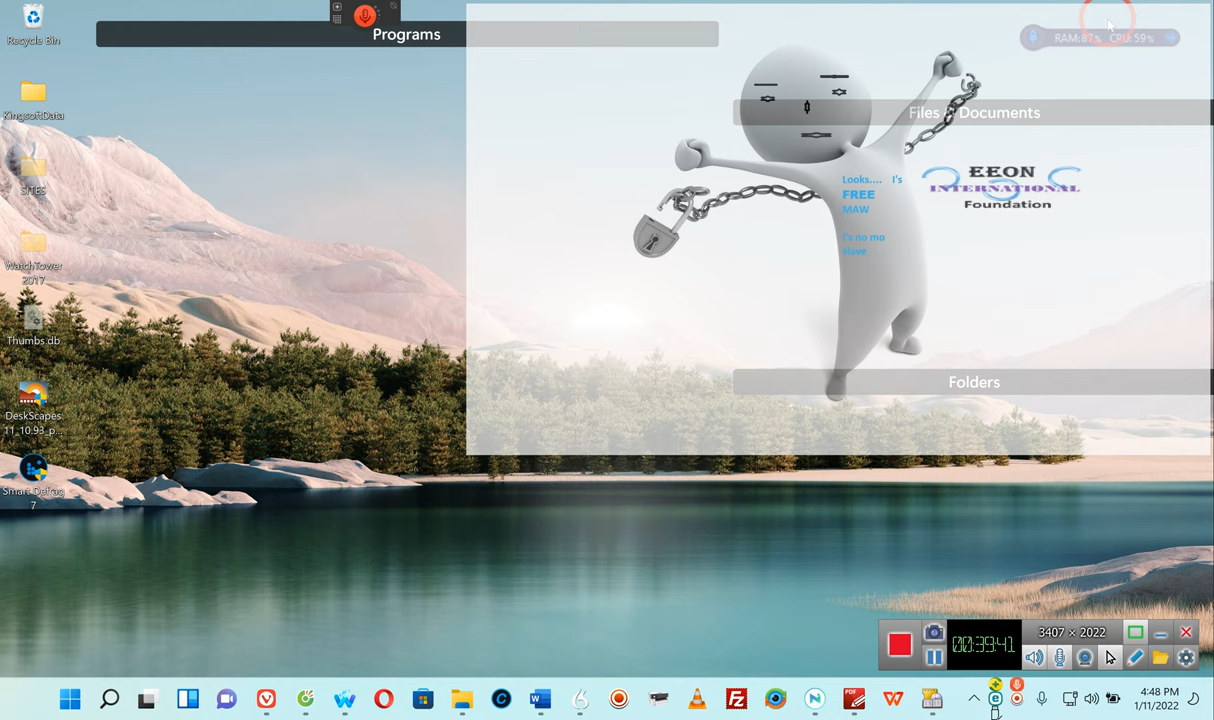 Programs
RAM:87% CPU: 59%
Recycle Bin
KingsoftData
SITES
WatchTower
2017
Thumbs.db
DeskScapes
11_10.93_p...
Smart Defrag
7
Files & Documents
EEON
INTERNATIONAL
Foundation
Looks.... I's
FREE
MAW
I's no mo
slave
Folders
00:39:41
3407 × 2022
4:48 PM
1/11/2022